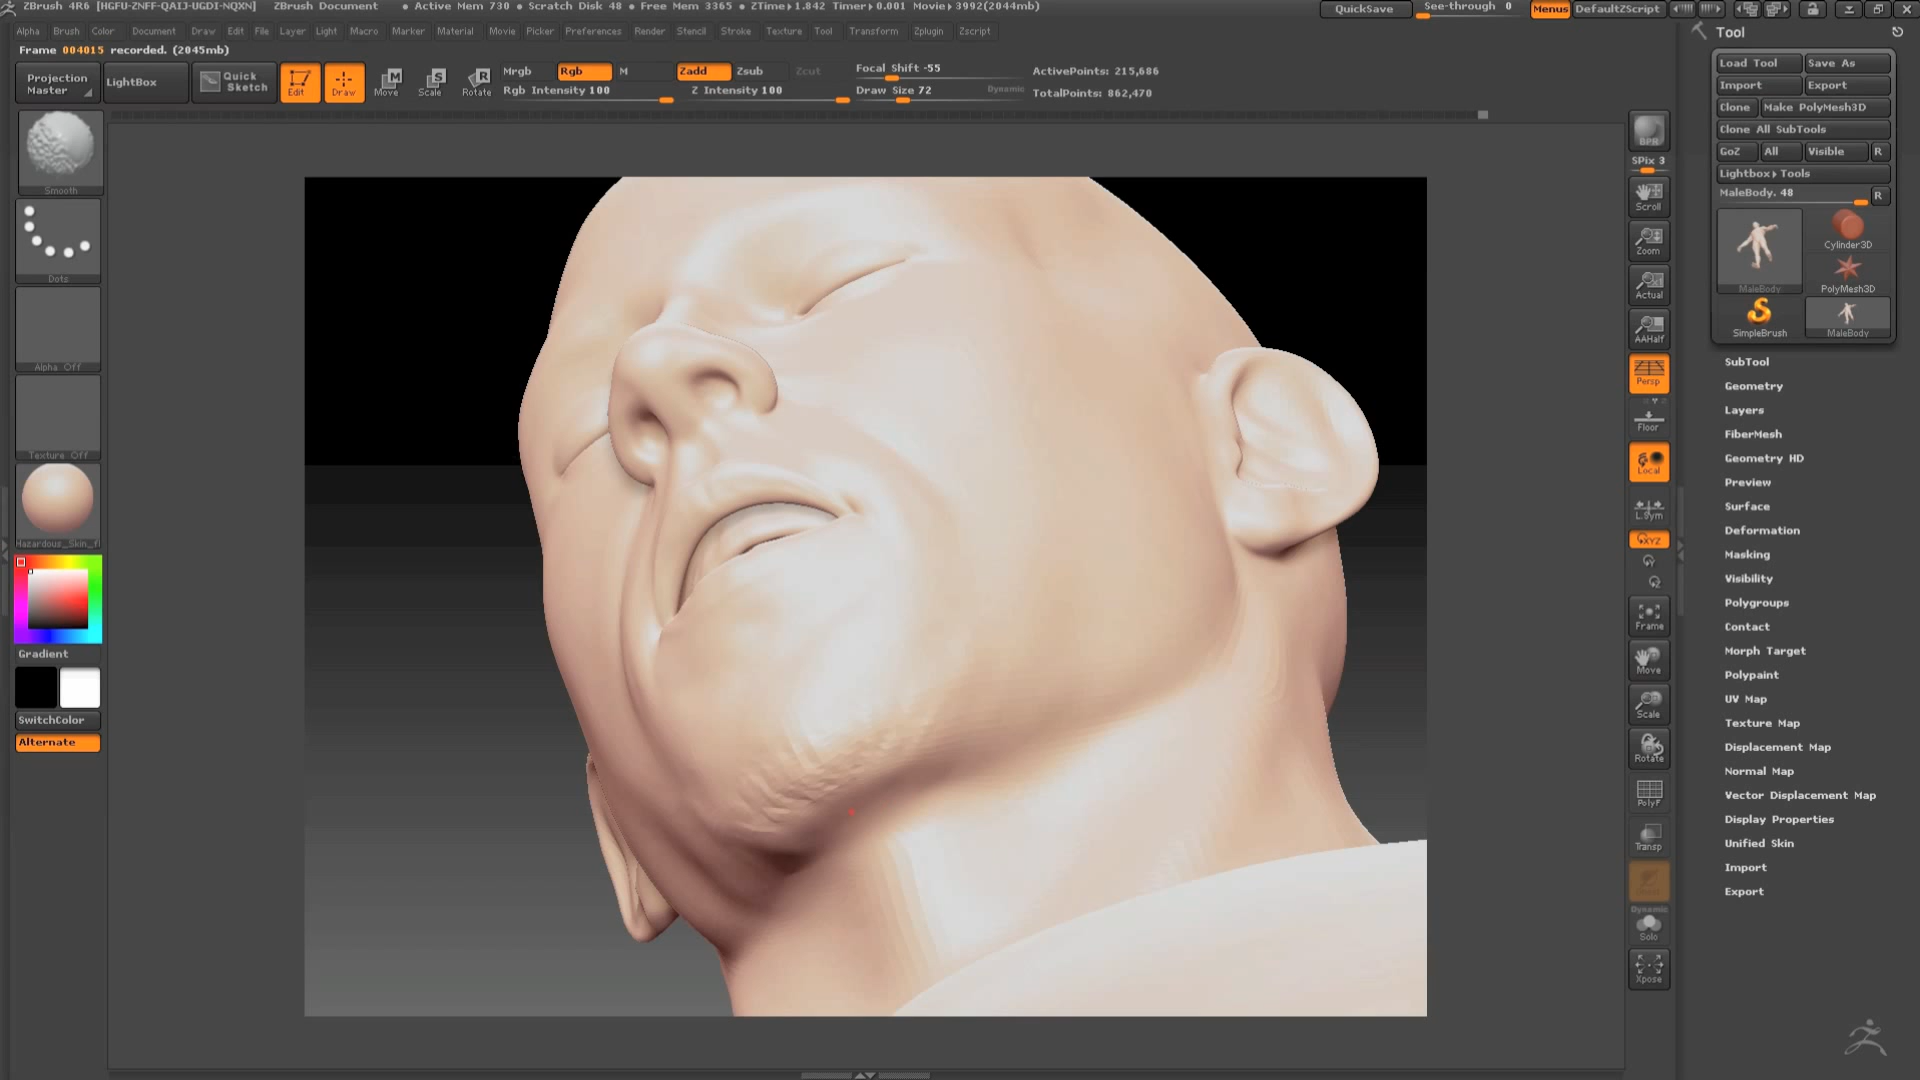 ZBrush 4R6 [HGFU-ZNFF-QAIJ-UGDI-NQXN] ZBrush Document • Active Mem 730 • Scratch Disk 48 • Free Mem 3365 • ZTime▸1.842 Timer▸0.001 Movie▸3992(2044mb) QuickSave See-through 0 Menus DefaultZScript
Alpha Brush Color Document Draw Edit File Layer Light Macro Marker Material Movie Picker Preferences Render Stencil Stroke Texture Tool Transform Zplugin Zscript
Frame 004015 recorded. (2045mb)
Projection Master
LightBox
Quick Sketch
Edit
Draw
Move
Scale
Rotate
Mrgb Rgb M
Rgb Intensity 100
Zadd Zsub Zcut
Z Intensity 100
Focal Shift -55
Draw Size 72
Dynamic
ActivePoints: 215,686
TotalPoints: 862,470
Smooth
Dots
Alpha Off
Texture Off
Hazardous_Skin_f
Gradient
SwitchColor
Alternate
BPR
SPix 3
Scroll
Zoom
Actual
AAHalf
Persp
Floor
Local
L.Sym
XYZ
Frame
Move
Scale
Rotate
PolyF
Transp
Dynamic
Solo
Xpose
Tool
Load Tool Save As
Import Export
Clone Make PolyMesh3D
Clone All SubTools
GoZ All Visible R
Lightbox▸Tools
MaleBody. 48 R
MaleBody
Cylinder3D
PolyMesh3D
SimpleBrush
MaleBody
SubTool
Geometry
Layers
FiberMesh
Geometry HD
Preview
Surface
Deformation
Masking
Visibility
Polygroups
Contact
Morph Target
Polypaint
UV Map
Texture Map
Displacement Map
Normal Map
Vector Displacement Map
Display Properties
Unified Skin
Import
Export